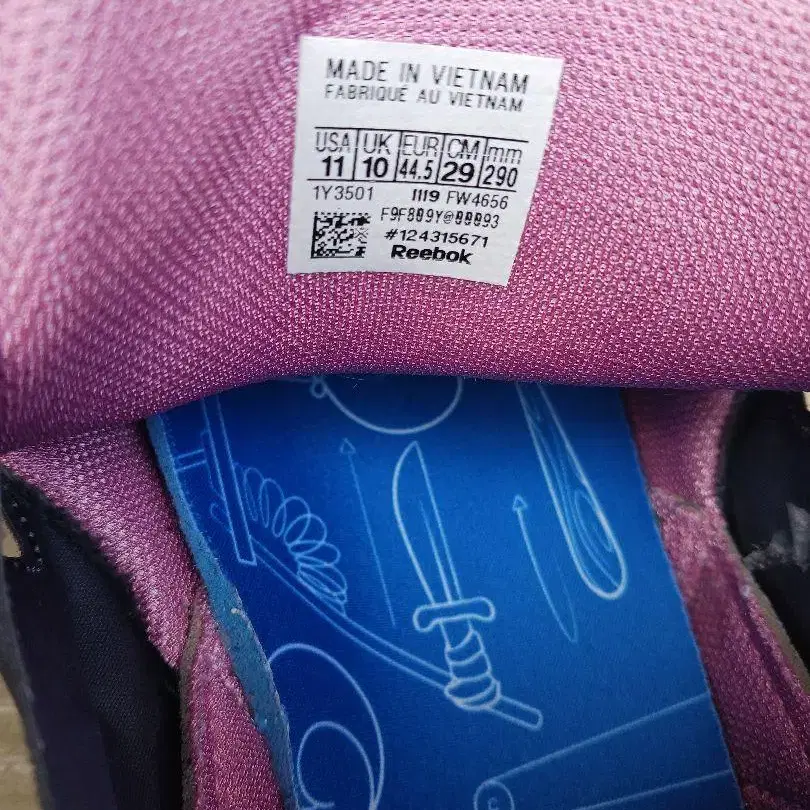 MADE IN VIETNAM
FABRIQUÉ AU VIETNAM
USA UK EUR CM mm
11 10 44.5 29 290
1Y3501 1119 FW4656
#124315671
Reebok